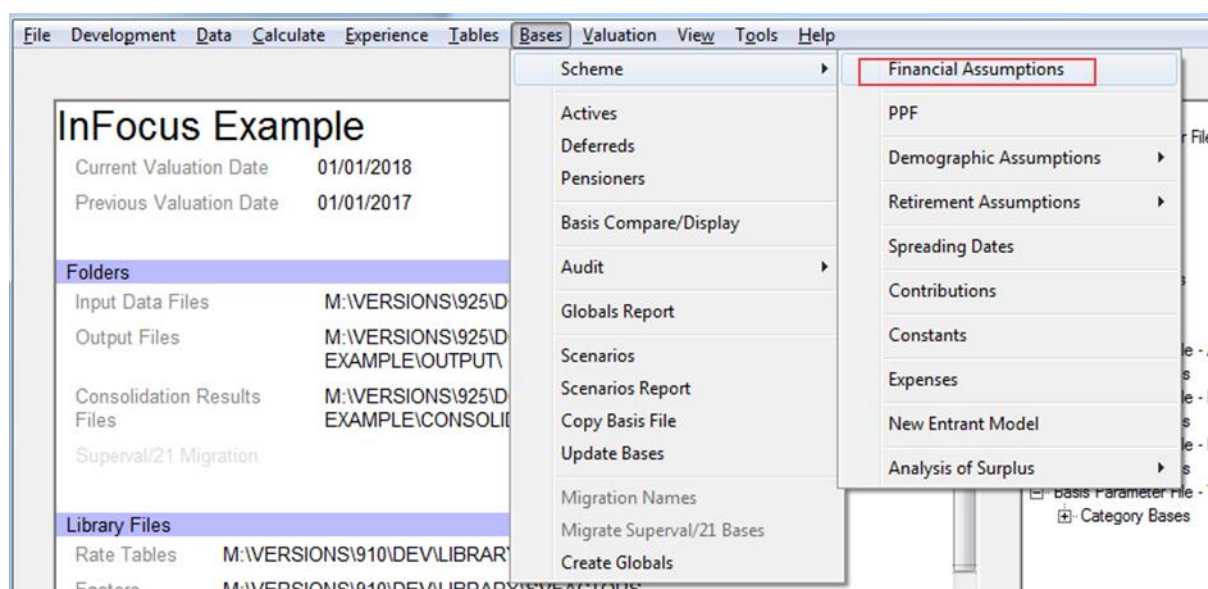 File Development Data Calculate Experience Tables Bases Valuation View Tools Help
InFocus Example
Current Valuation Date 01/01/2018
Previous Valuation Date 01/01/2017
Folders
Input Data Files M:\VERSIONS\925\D
Output Files M:\VERSIONS\925\D
EXAMPLE\OUTPUT\
Consolidation Results M:\VERSIONS\925\D
Files EXAMPLE\CONSOLI
Superval/21 Migration
Library Files
Rate Tables M:\VERSIONS\910\DEV\LIBRARY
Scheme
Actives
Deferreds
Pensioners
Basis Compare/Display
Audit
Globals Report
Scenarios
Scenarios Report
Copy Basis File
Update Bases
Migration Names
Migrate Superval/21 Bases
Create Globals
Financial Assumptions
PPF
Demographic Assumptions
Retirement Assumptions
Spreading Dates
Contributions
Constants
Expenses
New Entrant Model
Analysis of Surplus
Basis Parameter File -
Category Bases